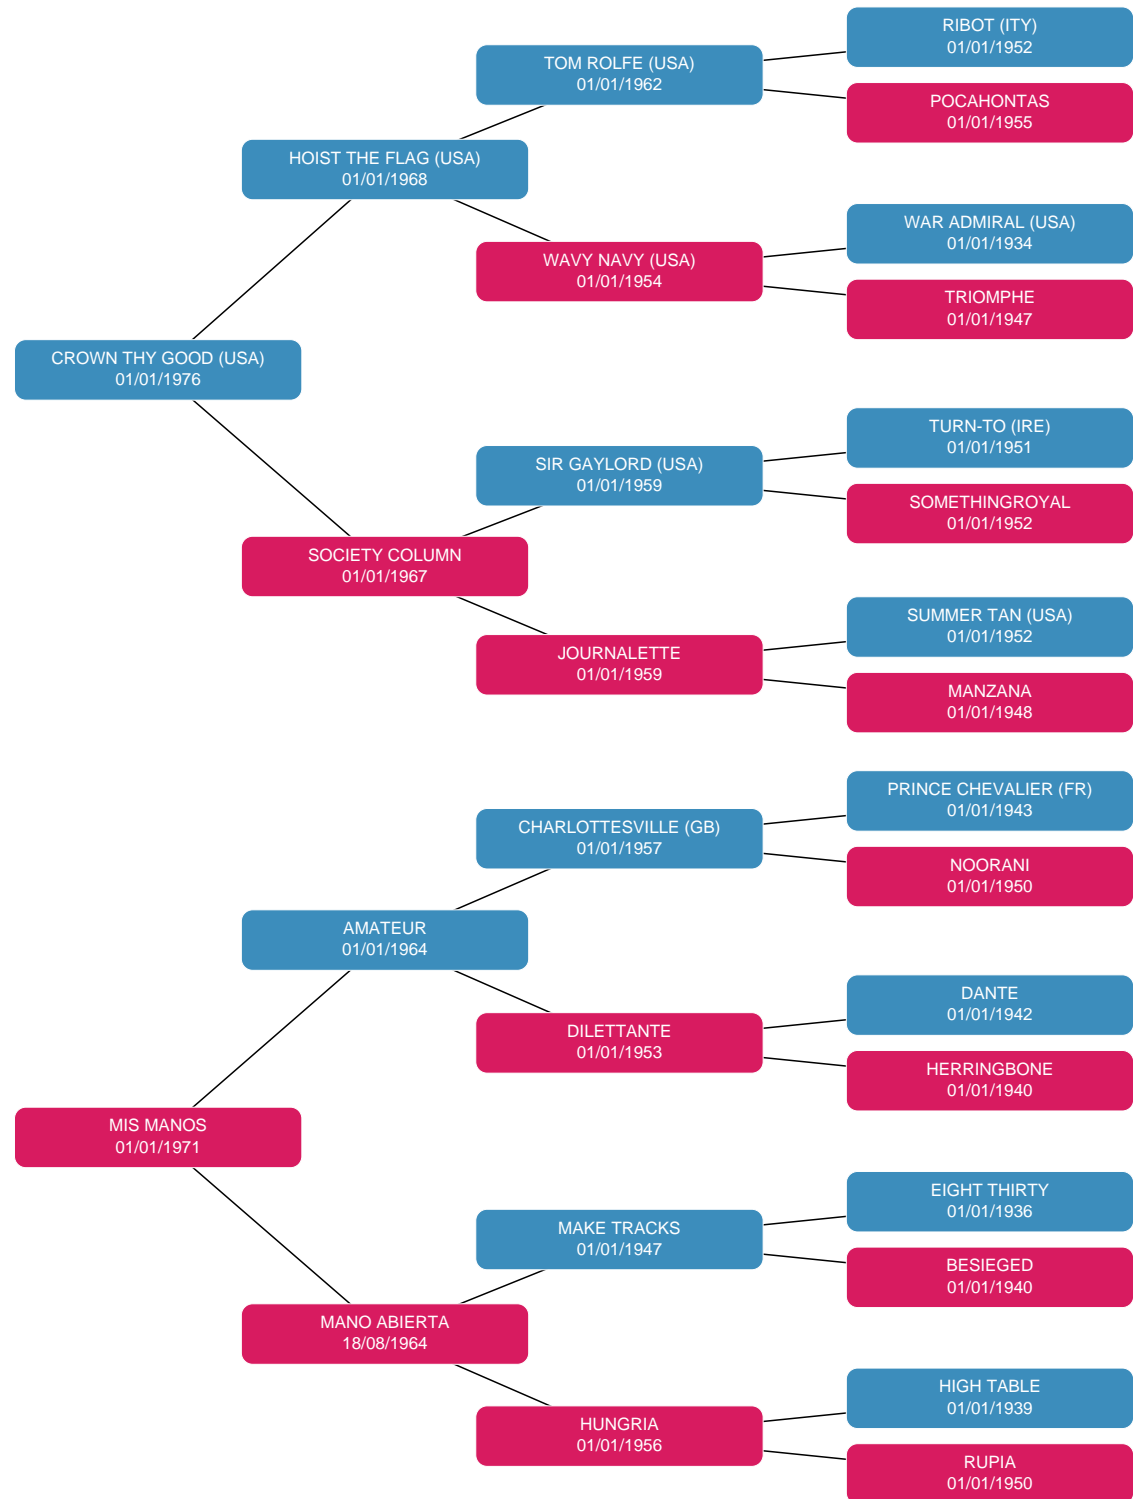 RIBOT (ITY)
01/01/1952
TOM ROLFE (USA)
01/01/1962
POCAHONTAS
01/01/1955
HOIST THE FLAG (USA)
01/01/1968
WAR ADMIRAL (USA)
01/01/1934
WAVY NAVY (USA)
01/01/1954
TRIOMPHE
01/01/1947
CROWN THY GOOD (USA)
01/01/1976
TURN-TO (IRE)
01/01/1951
SIR GAYLORD (USA)
01/01/1959
SOMETHINGROYAL
01/01/1952
SOCIETY COLUMN
01/01/1967
SUMMER TAN (USA)
01/01/1952
JOURNALETTE
01/01/1959
MANZANA
01/01/1948
PRINCE CHEVALIER (FR)
01/01/1943
CHARLOTTESVILLE (GB)
01/01/1957
NOORANI
01/01/1950
AMATEUR
01/01/1964
DANTE
01/01/1942
DILETTANTE
01/01/1953
HERRINGBONE
01/01/1940
MIS MANOS
01/01/1971
EIGHT THIRTY
01/01/1936
MAKE TRACKS
01/01/1947
BESIEGED
01/01/1940
MANO ABIERTA
18/08/1964
HIGH TABLE
01/01/1939
HUNGRIA
01/01/1956
RUPIA
01/01/1950